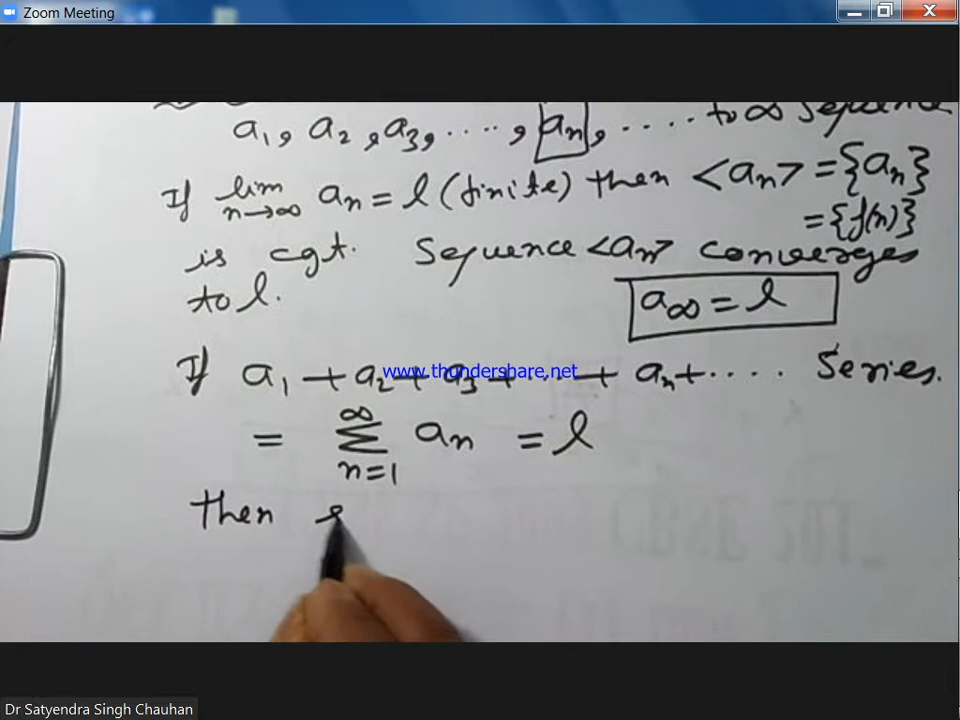 Zoom Meeting
a₁, a₂, a₃, ...., aₙ, .... to ∞ Sequence
If lim n→∞ aₙ = l (finite) then <aₙ> = {aₙ}
= {f(n)}
is cgt. Sequence <aₙ> converges
to l.
a∞ = l
If a₁ + a₂ + a₃ + ... + aₙ + .... Series.
www.thundershare.net
= ∞ Σ n=1 aₙ = l
then
Dr Satyendra Singh Chauhan